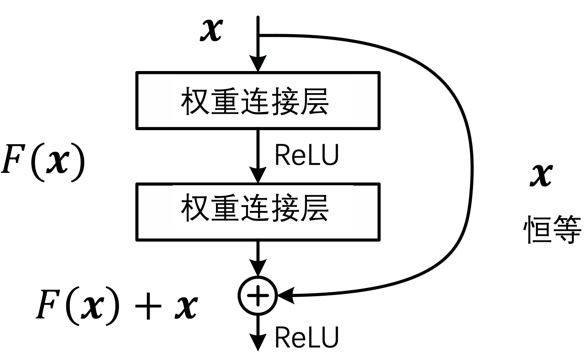 x
权重连接层
ReLU
F(x)
x
恒等
权重连接层
F(x) + x
+
ReLU